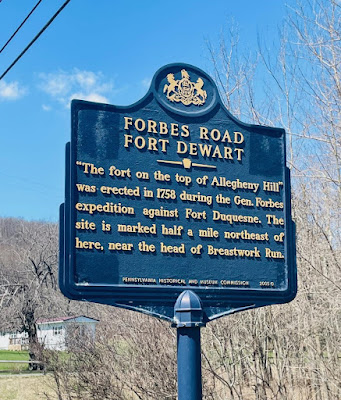 FORBES ROAD
FORT DEWART
"The fort on the top of Allegheny Hill"
was erected in 1758 during the Gen. Forbes
expedition against Fort Duquesne. The
site is marked half a mile northeast of
here, near the head of Breastwork Run.
PENNSYLVANIA HISTORICAL AND MUSEUM COMMISSION